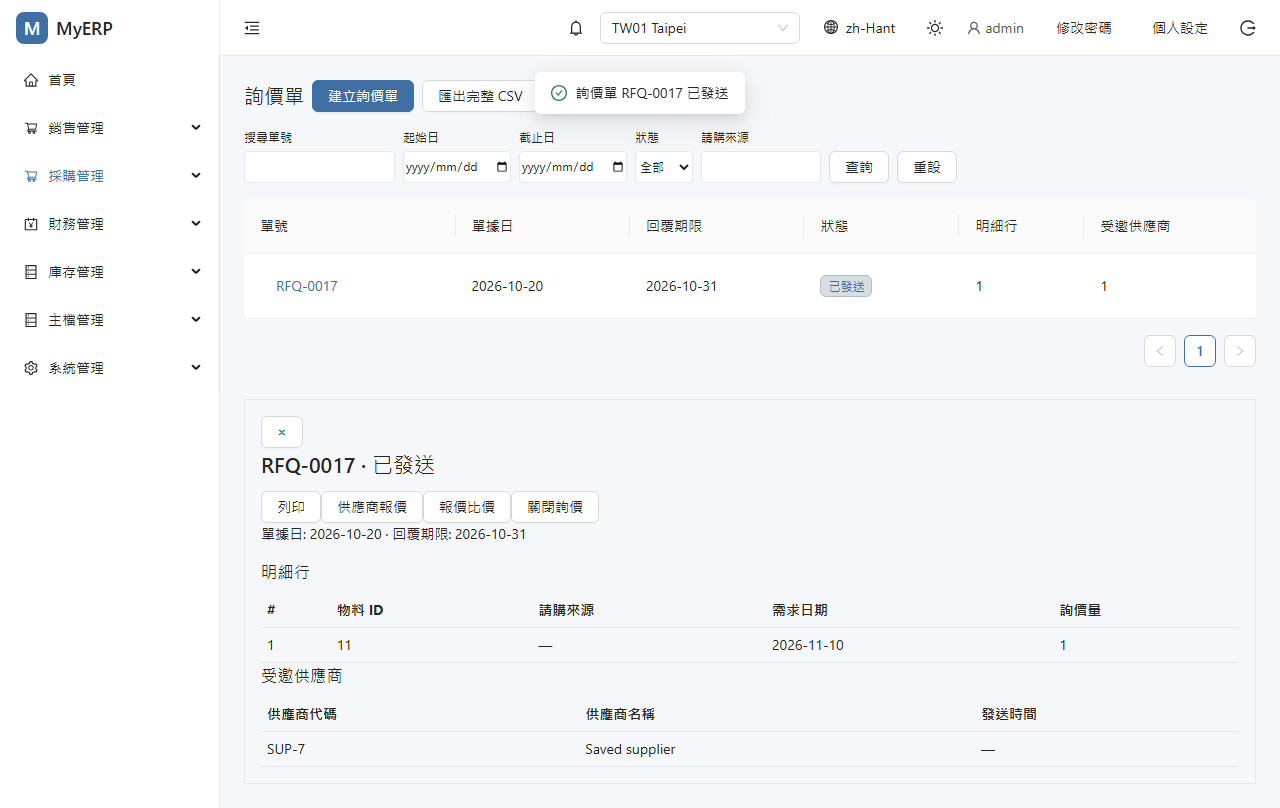 M MyERP
TW01 Taipei
zh-Hant
admin
修改密碼
個人設定
首頁
銷售管理
採購管理
財務管理
庫存管理
主檔管理
系統管理
詢價單
建立詢價單
匯出完整 CSV
詢價單 RFQ-0017 已發送
搜尋單號
起始日
截止日
狀態
請購來源
yyyy/mm/dd
yyyy/mm/dd
全部
查詢
重設
單號 單據日 回覆期限 狀態 明細行 受邀供應商
RFQ-0017 2026-10-20 2026-10-31 已發送 1 1
< 1 >
×
RFQ-0017 · 已發送
列印 供應商報價 報價比價 關閉詢價
單據日: 2026-10-20 · 回覆期限: 2026-10-31
明細行
# 物料 ID 請購來源 需求日期 詢價量
1 11 — 2026-11-10 1
受邀供應商
供應商代碼 供應商名稱 發送時間
SUP-7 Saved supplier —